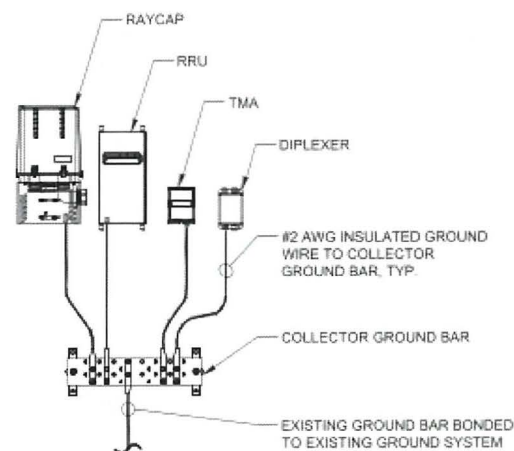 RAYCAP
RRU
TMA
DIPLEXER
#2 AWG INSULATED GROUND
WIRE TO COLLECTOR
GROUND BAR, TYP.
COLLECTOR GROUND BAR
EXISTING GROUND BAR BONDED
TO EXISTING GROUND SYSTEM